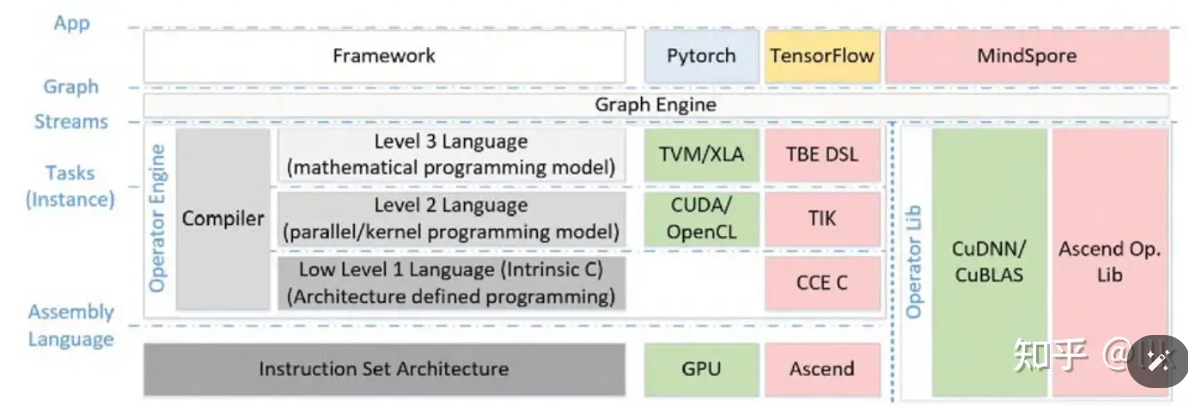 App
Framework
Pytorch
TensorFlow
MindSpore
Graph
Graph Engine
Streams
Tasks
(Instance)
Operator Engine
Compiler
Level 3 Language
(mathematical programming model)
TVM/XLA
TBE DSL
Level 2 Language
(parallel/kernel programming model)
CUDA/
OpenCL
TIK
Low Level 1 Language (Intrinsic C)
(Architecture defined programming)
CCE C
Operator Lib
CuDNN/
CuBLAS
Ascend Op.
Lib
Assembly
Language
Instruction Set Architecture
GPU
Ascend
知乎 @